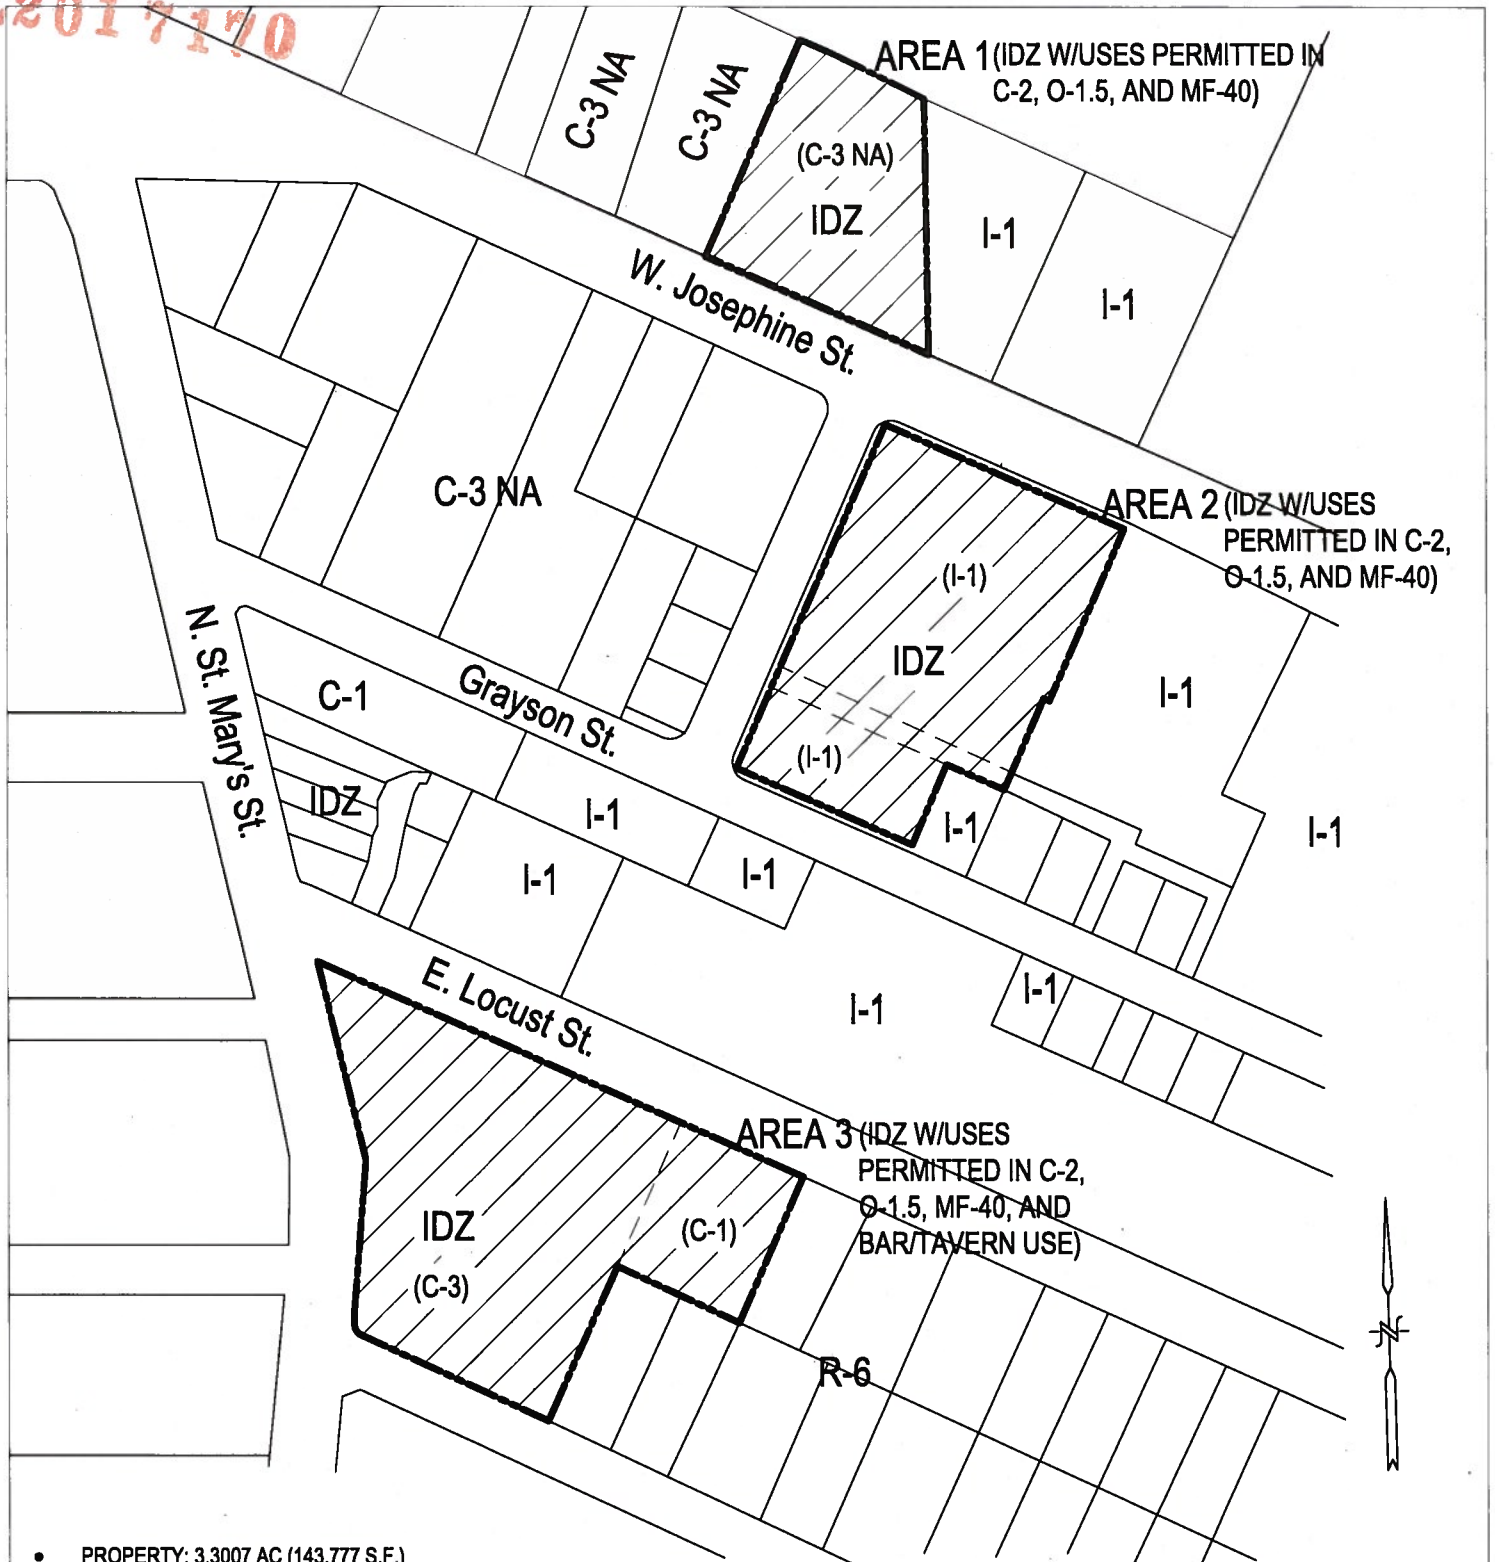 2017170
AREA 1 (IDZ W/USES PERMITTED IN
C-2, O-1.5, AND MF-40)
C-3 NA
C-3 NA
(C-3 NA)
IDZ
I-1
I-1
W. Josephine St.
C-3 NA
AREA 2 (IDZ W/USES
PERMITTED IN C-2,
O-1.5, AND MF-40)
(I-1)
IDZ
(I-1)
I-1
I-1
I-1
N. St. Mary's St.
C-1
Grayson St.
IDZ
I-1
I-1
I-1
I-1
I-1
E. Locust St.
AREA 3 (IDZ W/USES
PERMITTED IN C-2,
O-1.5, MF-40, AND
BAR/TAVERN USE)
IDZ
(C-3)
(C-1)
R-6
N
• PROPERTY: 3.3007 AC (143,777 S.F.)